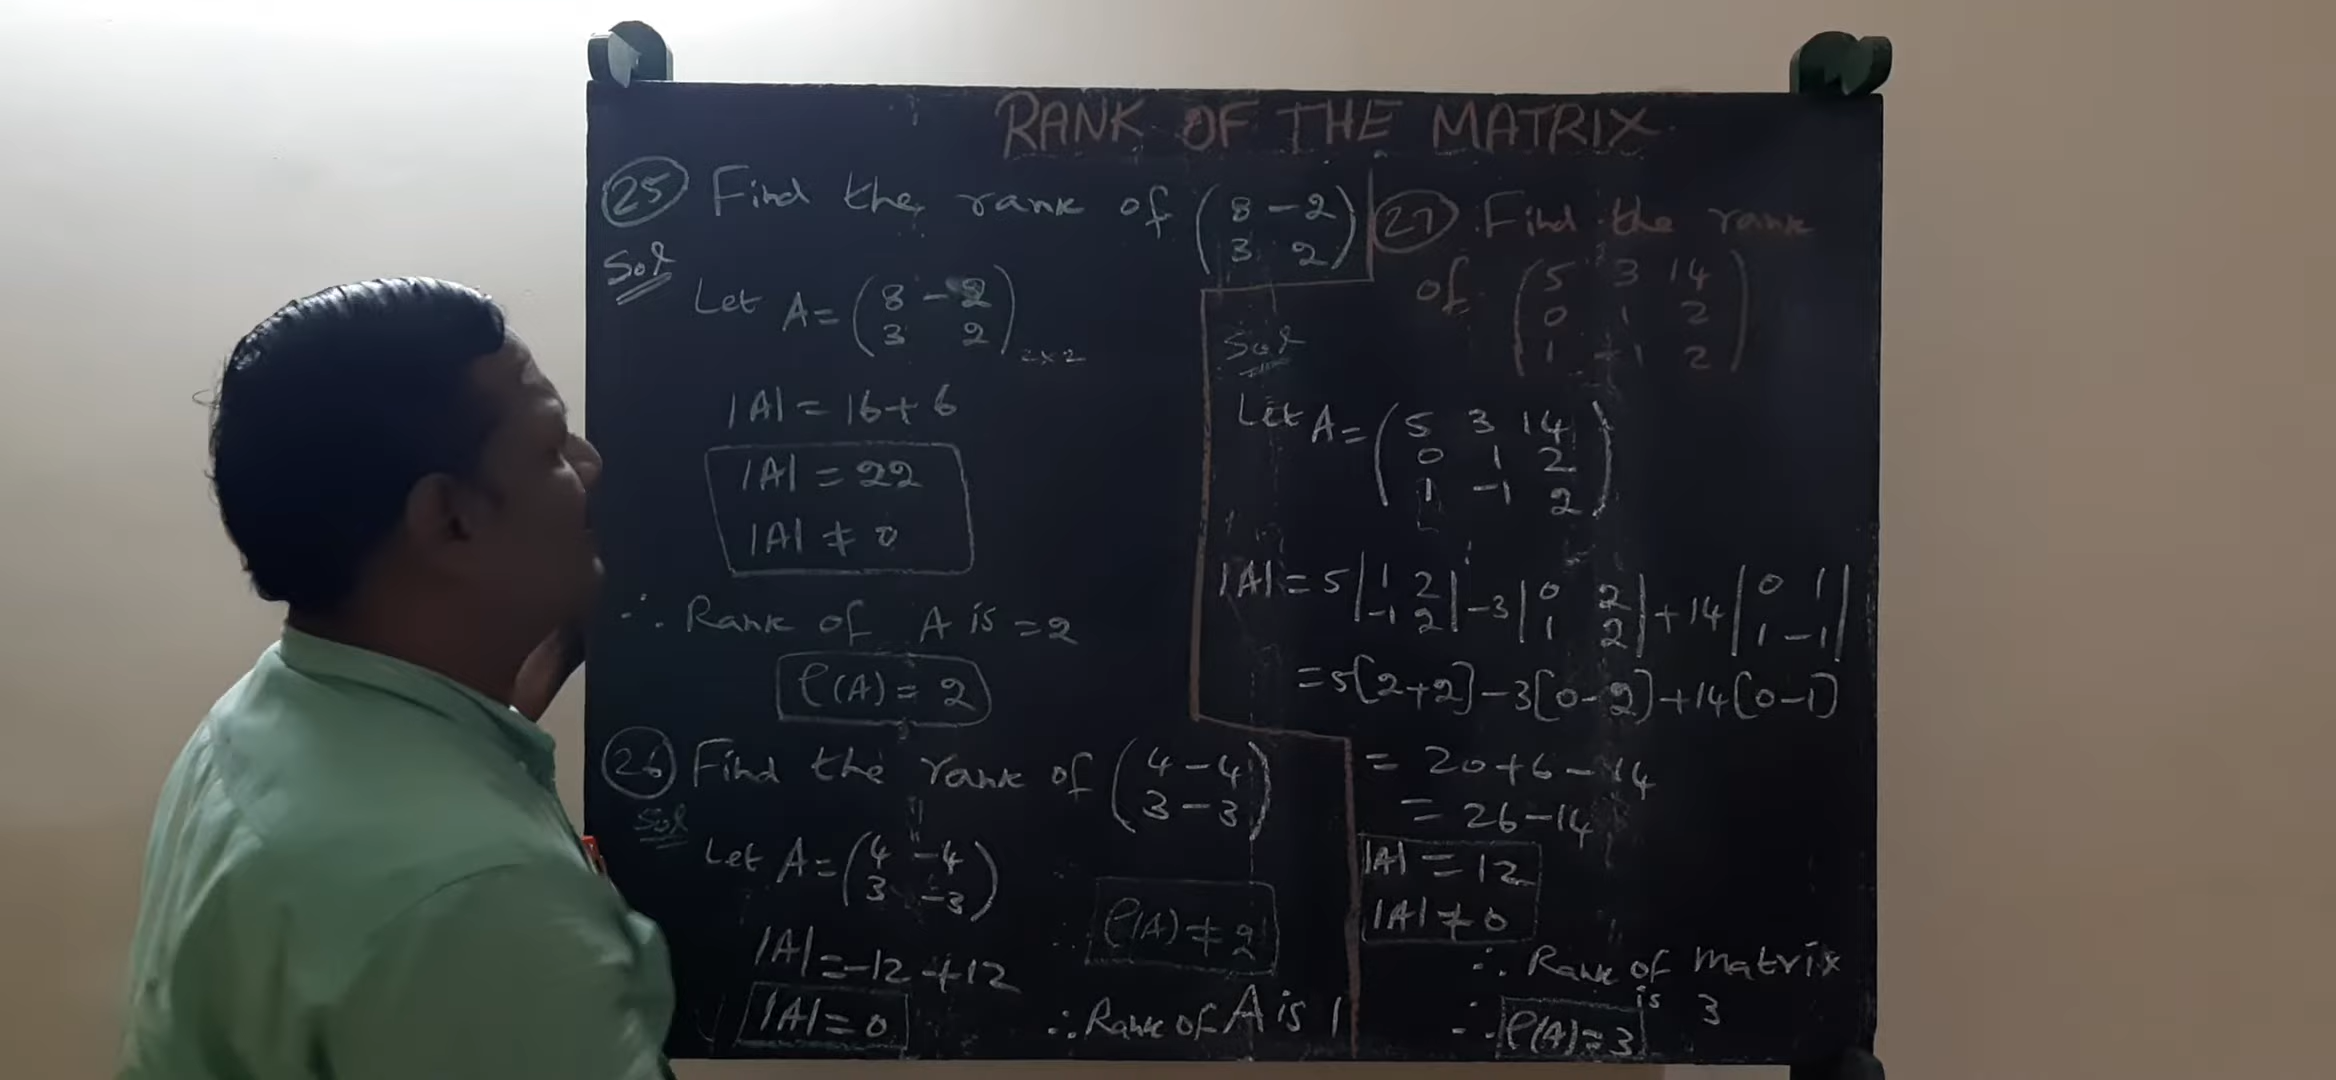 RANK OF THE MATRIX
25 Find the rank of (8 -2
3 2)
Sol
Let A = (8 -2
3 2) 2×2
|A| = 16 + 6
|A| = 22
|A| ≠ 0
∴ Rank of A is = 2
ρ(A) = 2
26 Find the rank of (4 -4
3 -3)
Sol
Let A = (4 -4
3 -3)
|A| = -12 + 12
|A| = 0
∴ ρ(A) ≠ 2
∴ Rank of A is 1
27 Find the rank
of (5 3 14
0 1 2
1 -1 2)
Sol
Let A = (5 3 14
0 1 2
1 -1 2)
|A| = 5 |1 2
-1 2| - 3 |0 2
1 2| + 14 |0 1
1 -1|
= 5[2+2] - 3[0-2] + 14[0-1]
= 20 + 6 - 14
= 26 - 14
|A| = 12
|A| ≠ 0
∴ Rank of matrix
is 3
∴ ρ(A) = 3